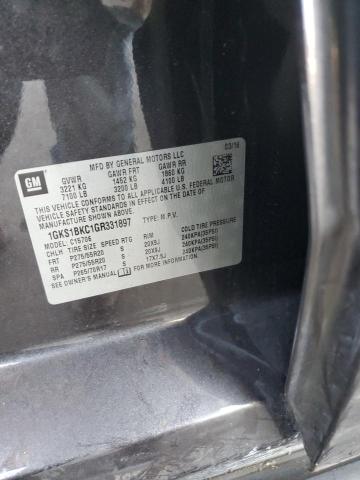 GM
MFD BY GENERAL MOTORS LLC
03/16
GVWR GAWR FRT GAWR RR
3221 KG 1452 KG 1860 KG
7100 LB 3200 LB 4100 LB
THIS VEHICLE CONFORMS TO ALL APPLICABLE U.S. FEDERAL MOTOR
VEHICLE SAFETY STANDARDS IN EFFECT ON THE DATE OF
MANUFACTURE SHOWN ABOVE.
1GKS1BKC1GR331897 TYPE: M.P.V.
MODEL: C15706
CHLH TIRE SIZE SPEED RTG RIM COLD TIRE PRESSURE
FRT P275/55R20 S 20X9J 240KPA(35PSI)
RR P275/55R20 S 20X9J 240KPA(35PSI)
SPA P265/70R17 S 17X7.5J 240KPA(35PSI)
SEE OWNER'S MANUAL FOR MORE INFORMATION